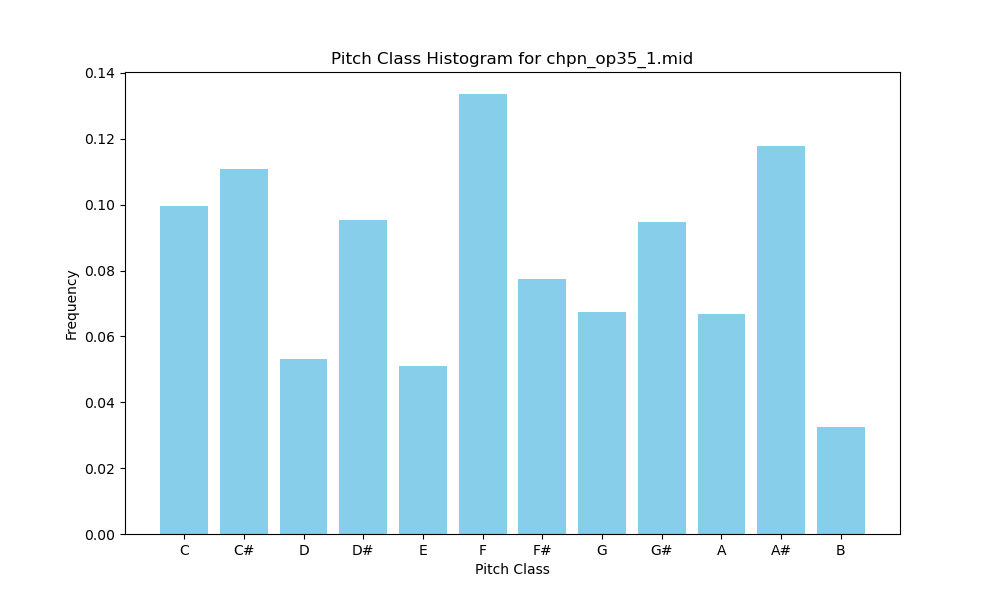 Pitch Class Histogram for chpn_op35_1.mid
Frequency
0.14
0.12
0.10
0.08
0.06
0.04
0.02
0.00
C C# D D# E F F# G G# A A# B
Pitch Class